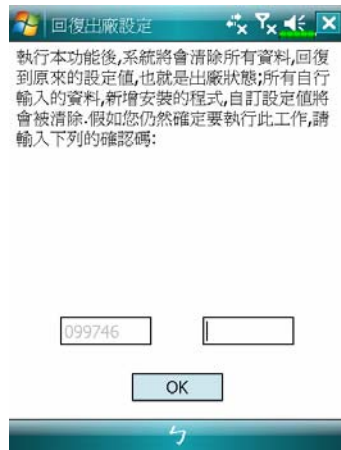 回復出廠設定
執行本功能後,系統將會清除所有資料,回復
到原來的設定值,也就是出廠狀態;所有自行
輸入的資料,新增安裝的程式,自訂設定值將
會被清除.假如您仍然確定要執行此工作,請
輸入下列的確認碼:
099746
OK
ㄅ